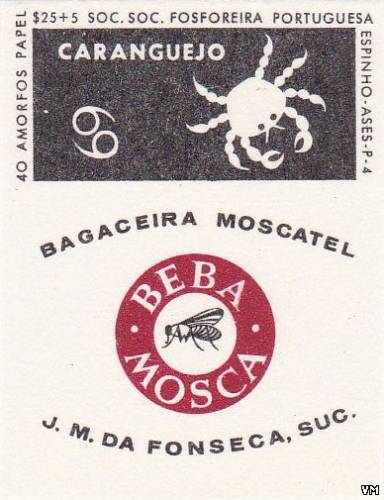 $25+5 SOC. SOC. FOSFOREIRA PORTUGUESA
ESPINHO-ASES-P-4
40 AMORFOS PAPEL
CARANGUEJO
BAGACEIRA MOSCATEL
BEBA
MOSCA
J. M. DA FONSECA, SUC.
VM